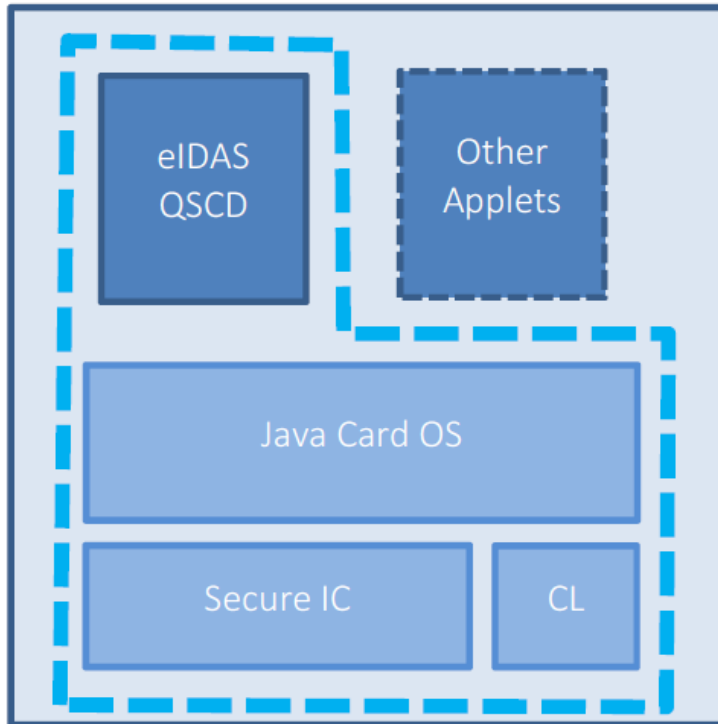 eIDAS
QSCD
Other
Applets
Java Card OS
Secure IC
CL